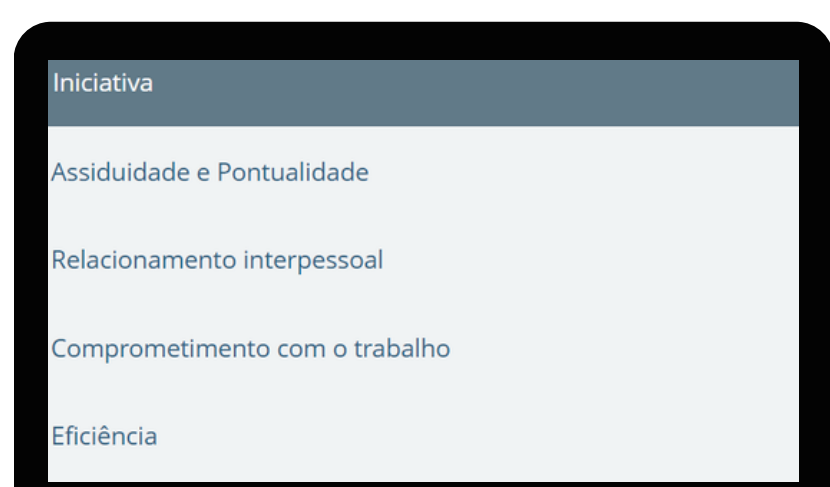 Iniciativa
Assiduidade e Pontualidade
Relacionamento interpessoal
Comprometimento com o trabalho
Eficiência